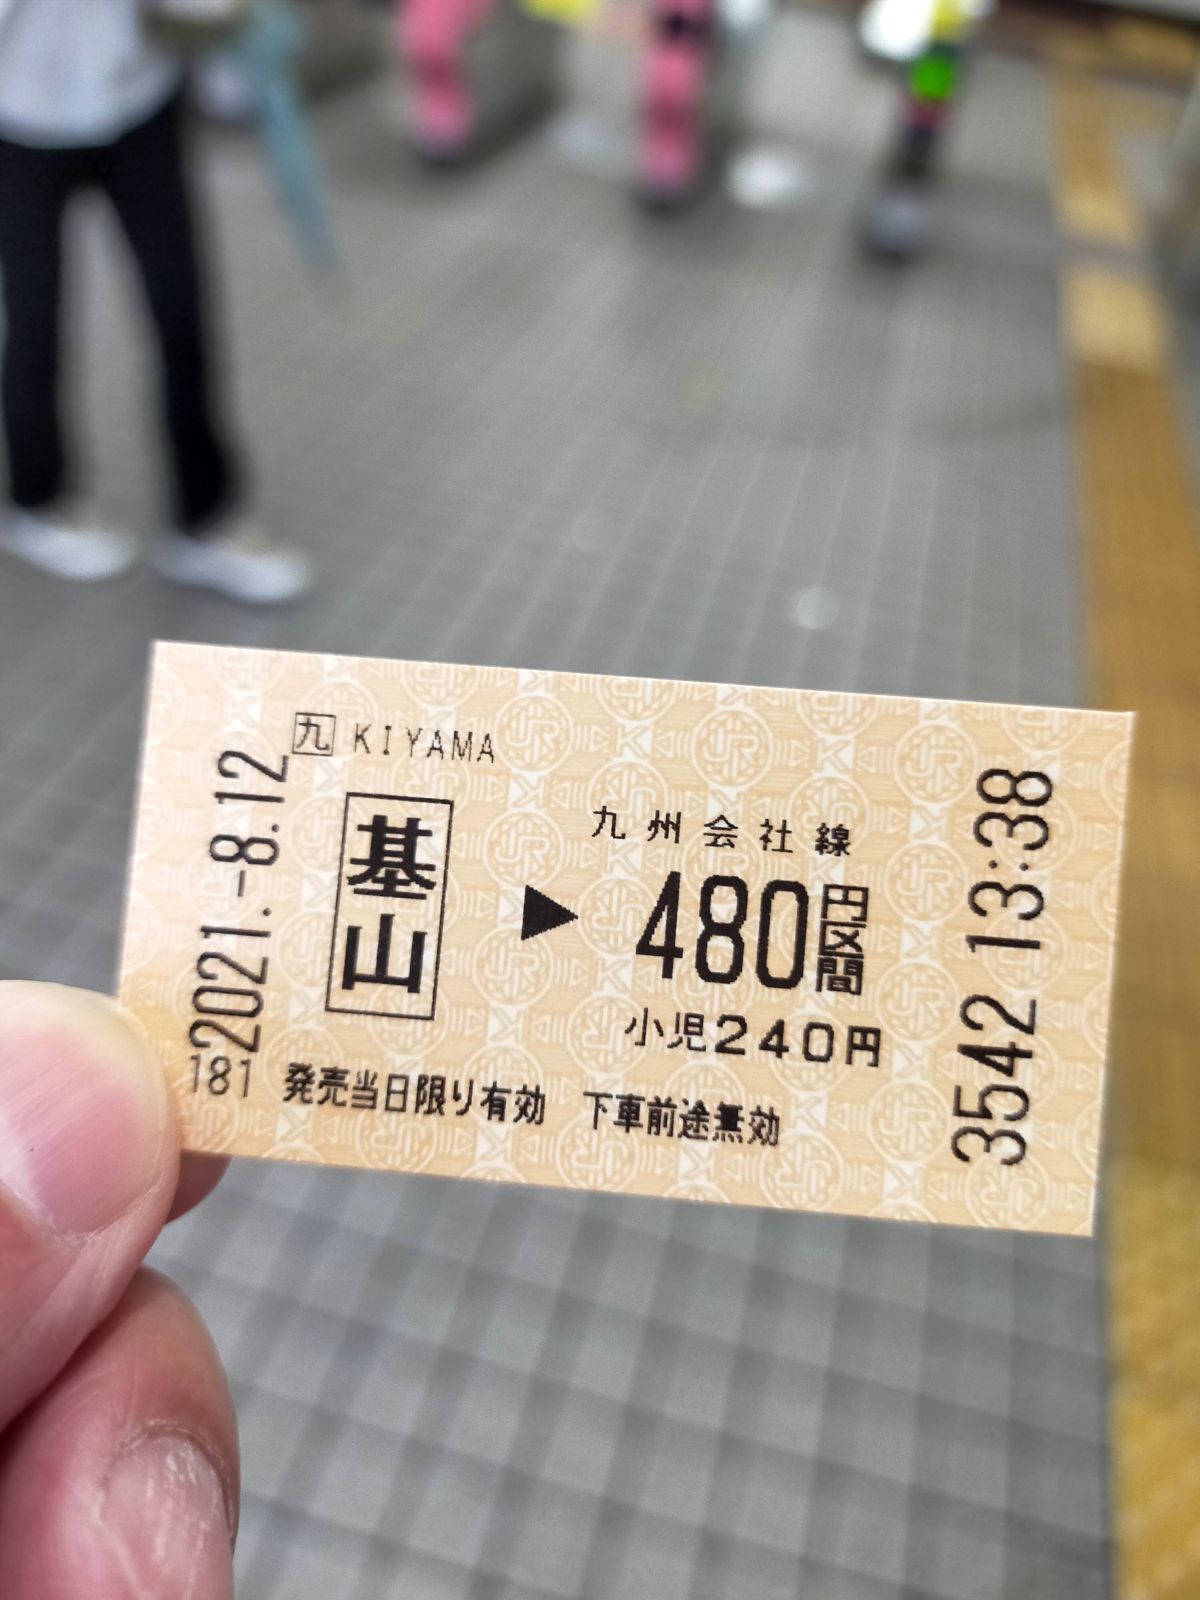 九 KIYAMA
2021.-8.12
基山
▶
九州会社線
480円区間
小児240円
181 発売当日限り有効 下車前途無効
3542 13:38